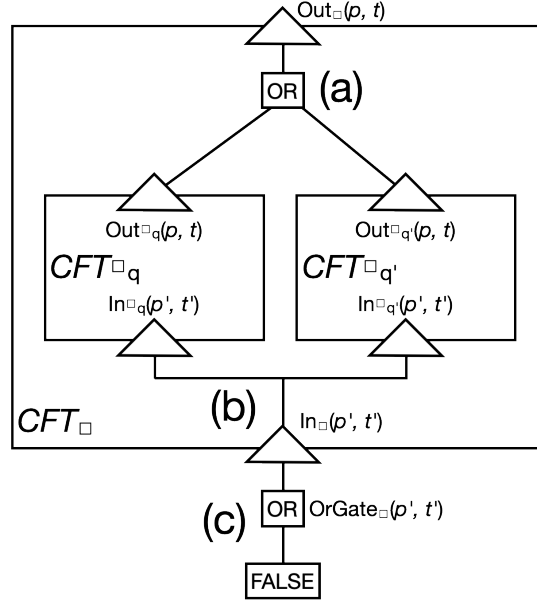 Out□(p, t)
OR (a)
Out□q(p, t) Out□q'(p, t)
CFT□q CFT□q'
In□q(p', t') In□q'(p', t')
(b)
In□(p', t')
CFT□
(c) OR OrGate□(p', t')
FALSE